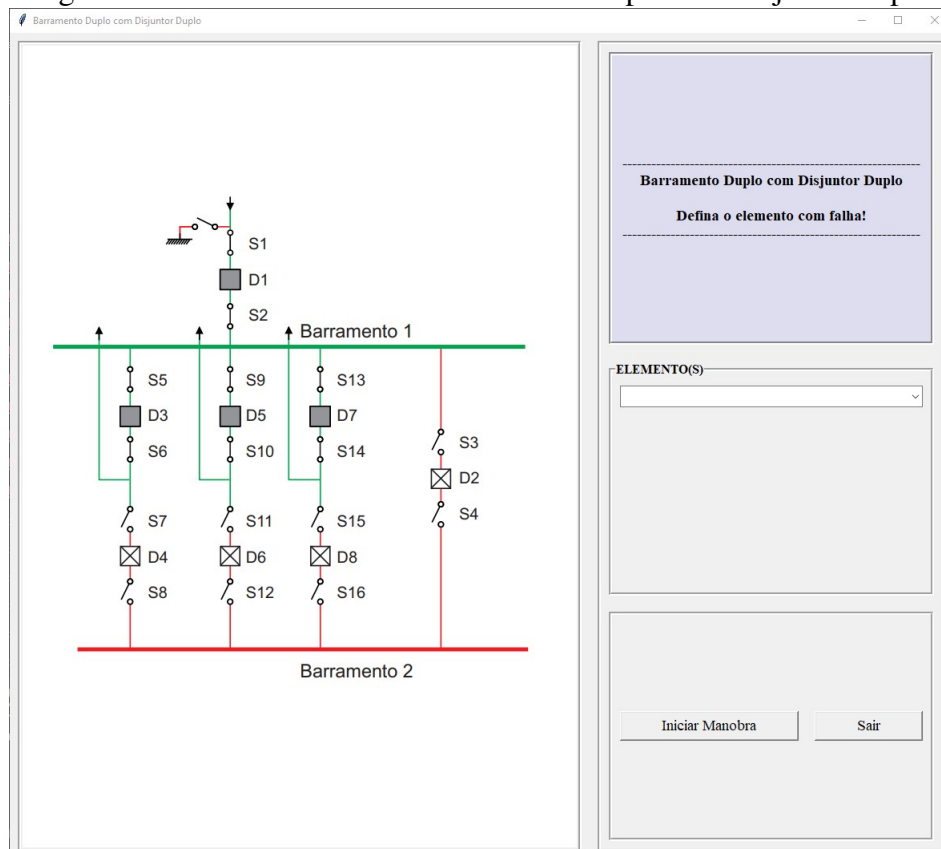 Barramento Duplo com Disjuntor Duplo
Barramento Duplo com Disjuntor Duplo
Defina o elemento com falha!
ELEMENTO(S)
Iniciar Manobra
Sair
S1
D1
S2
Barramento 1
S5 S9 S13
D3 D5 D7
S6 S10 S14
S3
D2
S4
S7 S11 S15
D4 D6 D8
S8 S12 S16
Barramento 2